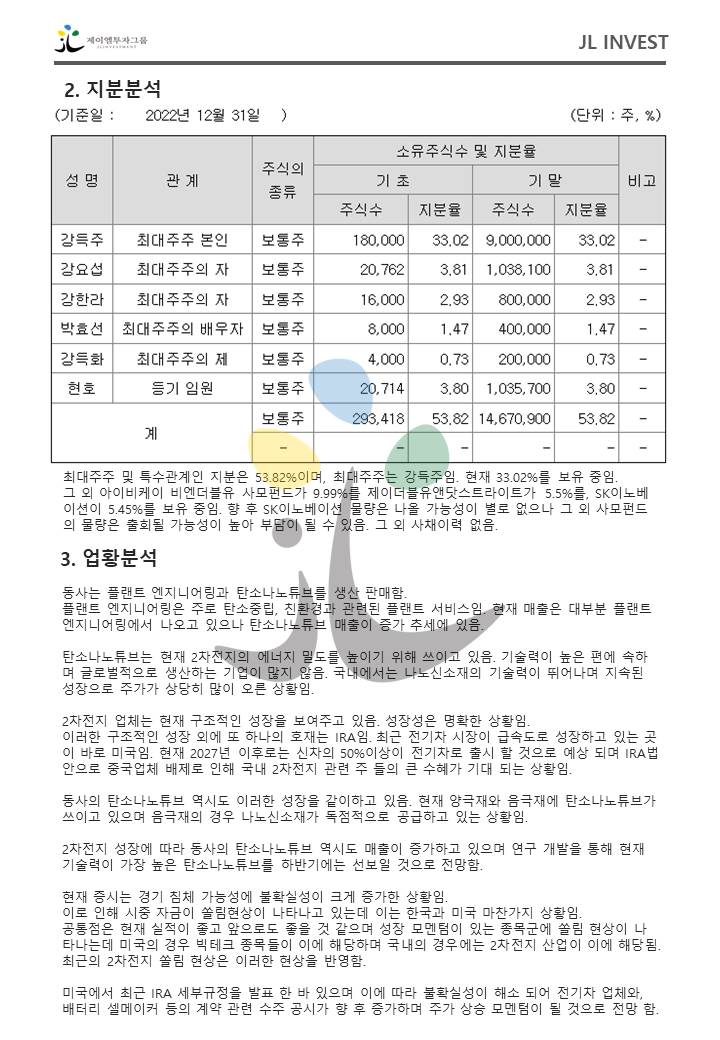 제이엘투자그룹
JL INVESTMENT
JL INVEST
2. 지분분석
(기준일 : 2022년 12월 31일 ) (단위 : 주, %)
성 명 관 계 주식의 종류 소유주식수 및 지분율 비고
기 초 기 말
주식수 지분율 주식수 지분율
강득주 최대주주 본인 보통주 180,000 33.02 9,000,000 33.02 -
강요섭 최대주주의 자 보통주 20,762 3.81 1,038,100 3.81 -
강한라 최대주주의 자 보통주 16,000 2.93 800,000 2.93 -
박효선 최대주주의 배우자 보통주 8,000 1.47 400,000 1.47 -
강득화 최대주주의 제 보통주 4,000 0.73 200,000 0.73 -
현호 등기 임원 보통주 20,714 3.80 1,035,700 3.80 -
계 보통주 293,418 53.82 14,670,900 53.82 -
- - - - - -
최대주주 및 특수관계인 지분은 53.82%이며, 최대주주는 강득주임. 현재 33.02%를 보유 중임.
그 외 아이비케이 비엔더블유 사모펀드가 9.99%를 제이더블유앤닷스트라이트가 5.5%를, SK이노베
이션이 5.45%를 보유 중임. 향 후 SK이노베이션 물량은 나올 가능성이 별로 없으나 그 외 사모펀드
의 물량은 출회될 가능성이 높아 부담이 될 수 있음. 그 외 사채이력 없음.
3. 업황분석
동사는 플랜트 엔지니어링과 탄소나노튜브를 생산 판매함.
플랜트 엔지니어링은 주로 탄소중립, 친환경과 관련된 플랜트 서비스임. 현재 매출은 대부분 플랜트
엔지니어링에서 나오고 있으나 탄소나노튜브 매출이 증가 추세에 있음.
탄소나노튜브는 현재 2차전지의 에너지 밀도를 높이기 위해 쓰이고 있음. 기술력이 높은 편에 속하
며 글로벌적으로 생산하는 기업이 많지 않음. 국내에서는 나노신소재의 기술력이 뛰어나며 지속된
성장으로 주가가 상당히 많이 오른 상황임.
2차전지 업체는 현재 구조적인 성장을 보여주고 있음. 성장성은 명확한 상황임.
이러한 구조적인 성장 외에 또 하나의 호재는 IRA임. 최근 전기차 시장이 급속도로 성장하고 있는 곳
이 바로 미국임. 현재 2027년 이후로는 신차의 50%이상이 전기차로 출시 할 것으로 예상 되며 IRA법
안으로 중국업체 배제로 인해 국내 2차전지 관련 주 들의 큰 수혜가 기대 되는 상황임.
동사의 탄소나노튜브 역시도 이러한 성장을 같이하고 있음. 현재 양극재와 음극재에 탄소나노튜브가
쓰이고 있으며 음극재의 경우 나노신소재가 독점적으로 공급하고 있는 상황임.
2차전지 성장에 따라 동사의 탄소나노튜브 역시도 매출이 증가하고 있으며 연구 개발을 통해 현재
기술력이 가장 높은 탄소나노튜브를 하반기에는 선보일 것으로 전망함.
현재 증시는 경기 침체 가능성에 불확실성이 크게 증가한 상황임.
이로 인해 시중 자금이 쏠림현상이 나타나고 있는데 이는 한국과 미국 마찬가지 상황임.
공통점은 현재 실적이 좋고 앞으로도 좋을 것 같으며 성장 모멘텀이 있는 종목군에 쏠림 현상이 나
타나는데 미국의 경우 빅테크 종목들이 이에 해당하며 국내의 경우에는 2차전지 산업이 이에 해당됨.
최근의 2차전지 쏠림 현상은 이러한 현상을 반영함.
미국에서 최근 IRA 세부규정을 발표 한 바 있으며 이에 따라 불확실성이 해소 되어 전기차 업체와,
배터리 셀메이커 등의 계약 관련 수주 공시가 향 후 증가하며 주가 상승 모멘텀이 될 것으로 전망 함.